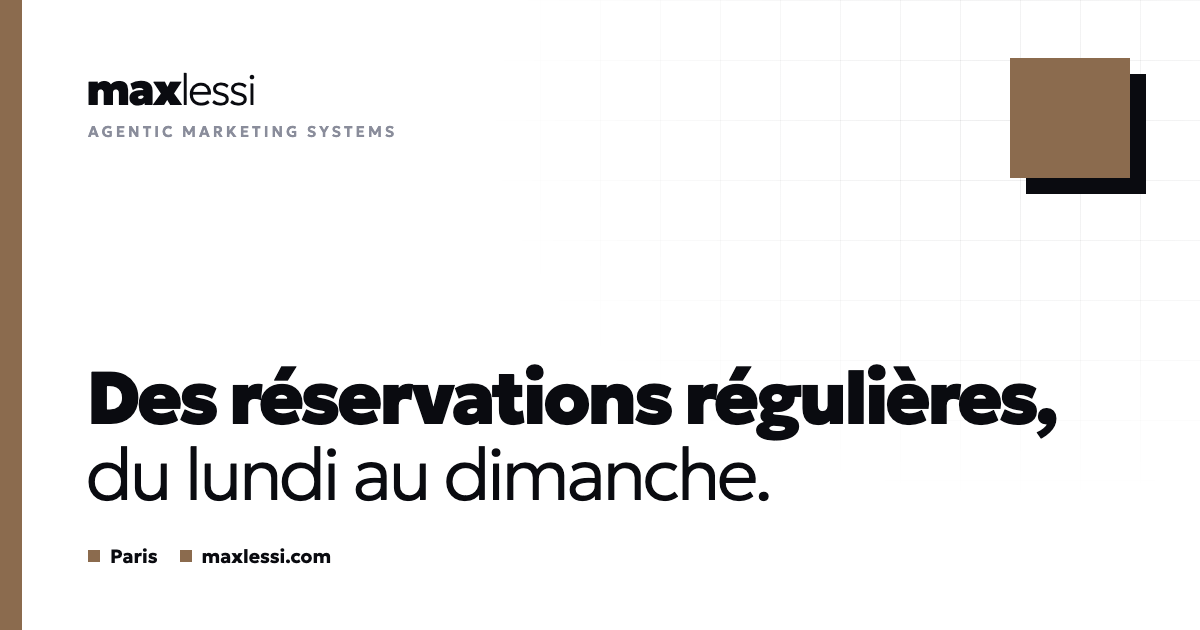 maxlessi
AGENTIC MARKETING SYSTEMS
Des réservations régulières,
du lundi au dimanche.
Paris maxlessi.com